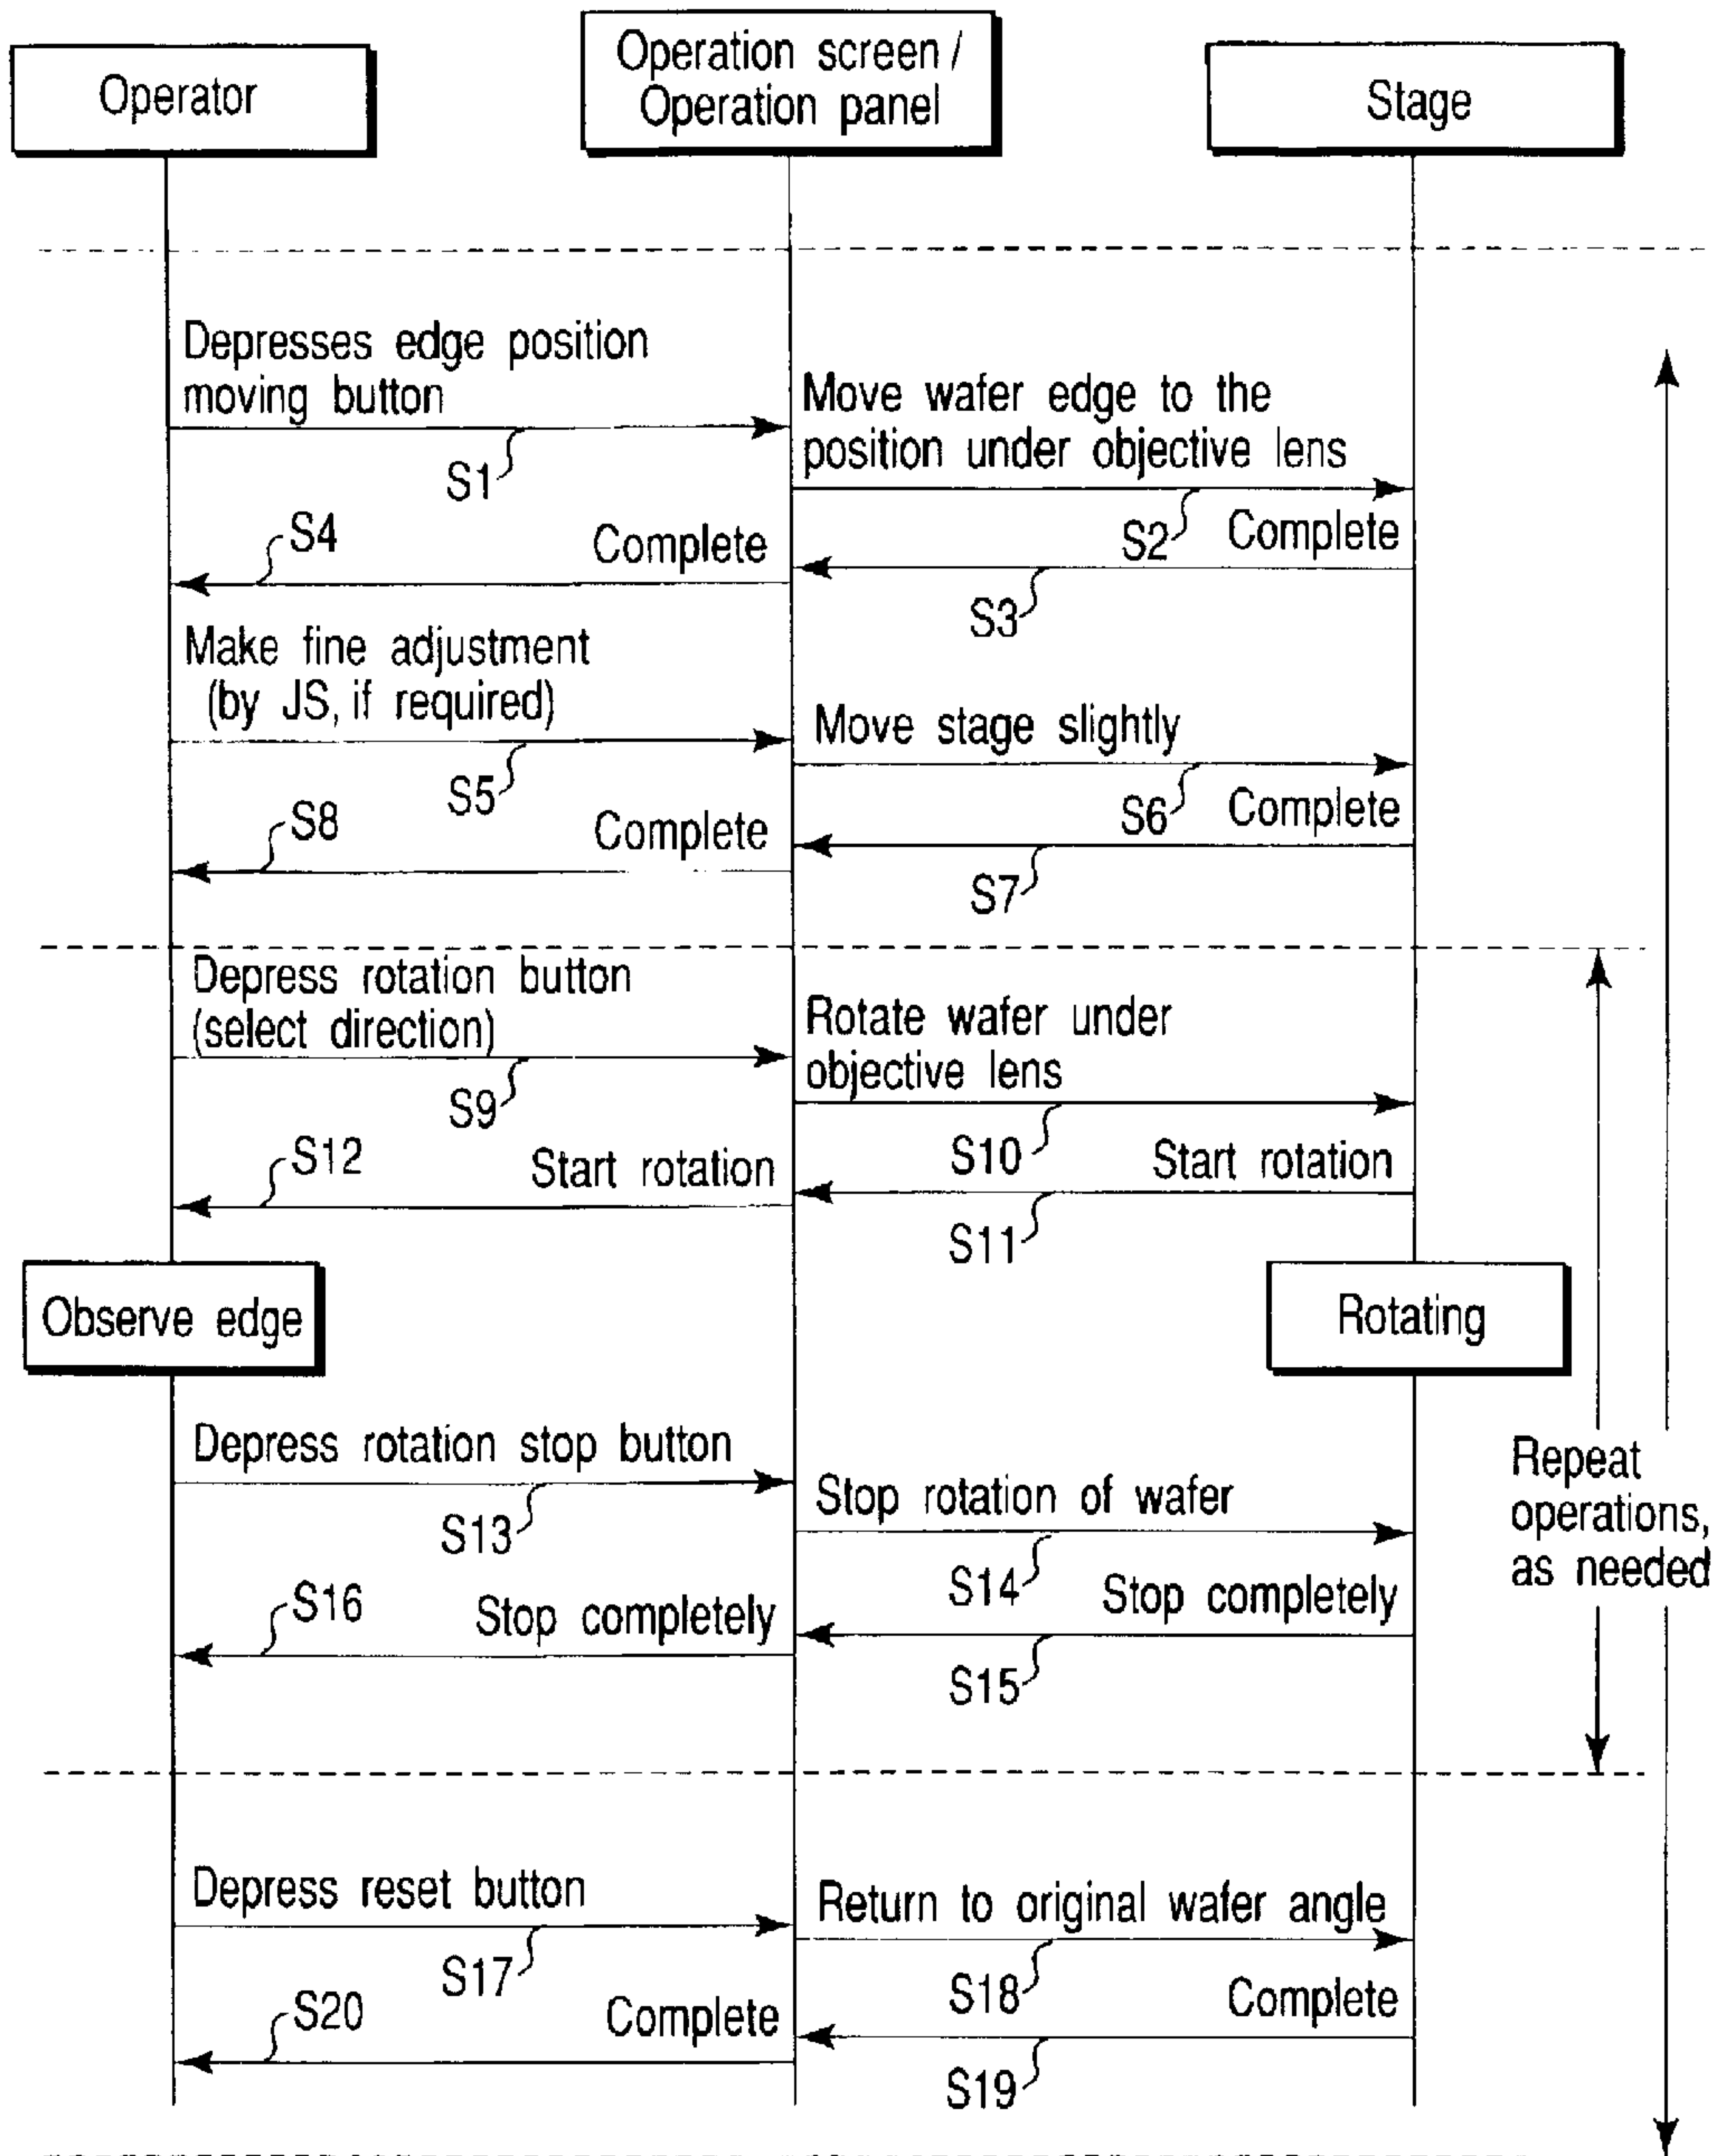 Operator
Operation screen /
Operation panel
Stage
Depresses edge position
moving button
S1
Move wafer edge to the
position under objective lens
S2
Complete
S3
Complete
S4
Make fine adjustment
(by JS, if required)
S5
Move stage slightly
S6
Complete
S7
Complete
S8
Depress rotation button
(select direction)
S9
Rotate wafer under
objective lens
S10
Start rotation
S11
Start rotation
S12
Observe edge
Rotating
Depress rotation stop button
S13
Stop rotation of wafer
S14
Stop completely
S15
Stop completely
S16
Repeat
operations,
as needed
Depress reset button
S17
Return to original wafer angle
S18
Complete
S19
Complete
S20